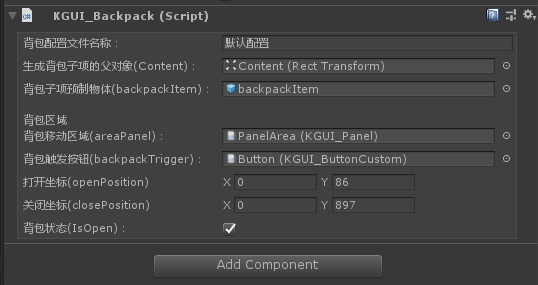 KGUI_Backpack (Script)
背包配置文件名称： 默认配置
生成背包子项的父对象(Content)： Content (Rect Transform)
背包子项预制物体(backpackItem)： backpackItem
背包区域
背包移动区域(areaPanel)： PanelArea (KGUI_Panel)
背包触发按钮(backpackTrigger)： Button (KGUI_ButtonCustom)
打开坐标(openPosition) X 0 Y 86
关闭坐标(closePosition) X 0 Y 897
背包状态(IsOpen)：
Add Component